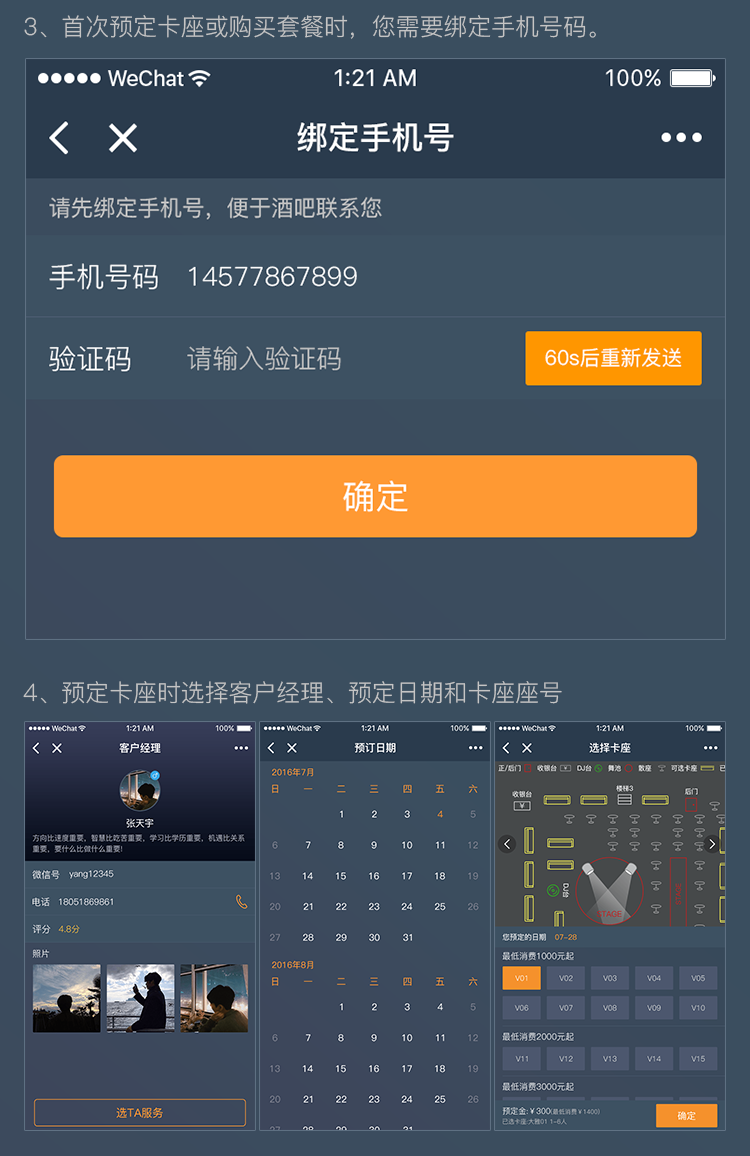 3、首次预定卡座或购买套餐时，您需要绑定手机号码。
WeChat 1:21 AM 100%
绑定手机号
请先绑定手机号，便于酒吧联系您
手机号码 14577867899
验证码 请输入验证码 60s后重新发送
确定
4、预定卡座时选择客户经理、预定日期和卡座座号
WeChat 1:21 AM 100%
客户经理
张天宇
方向比速度重要，智慧比吃苦重要，学习比学历重要，机遇比关系
重要，要什么比做什么重要!
微信号 yang12345
电话 18051869861
评分 4.8分
照片
选TA服务
WeChat 1:21 AM 100%
预订日期
2016年7月
日 一 二 三 四 五 六
1 2 3 4 5
6 7 8 9 10 11 12
13 14 15 16 17 18 19
20 21 22 23 24 25 26
27 28 29 30 31
2016年8月
日 一 二 三 四 五 六
1 2 3 4 5
6 7 8 9 10 11 12
13 14 15 16 17 18 19
20 21 22 23 24 25 26
27 28 29 30 31
WeChat 1:21 AM 100%
选择卡座
正/后门 收银台 ¥ DJ台 舞池 散座 可选卡座 已
收银台
¥
楼梯3
后门
DJ台
STAGE
您预定的日期 07-28
最低消费1000元起
V01 V02 V03 V04 V05
V06 V07 V08 V09 V10
最低消费2000元起
V11 V12 V13 V14 V15
最低消费3000元起
预定金: ¥300(最低消费 ¥1400)
已选卡座:大雅01 1-6人
确定